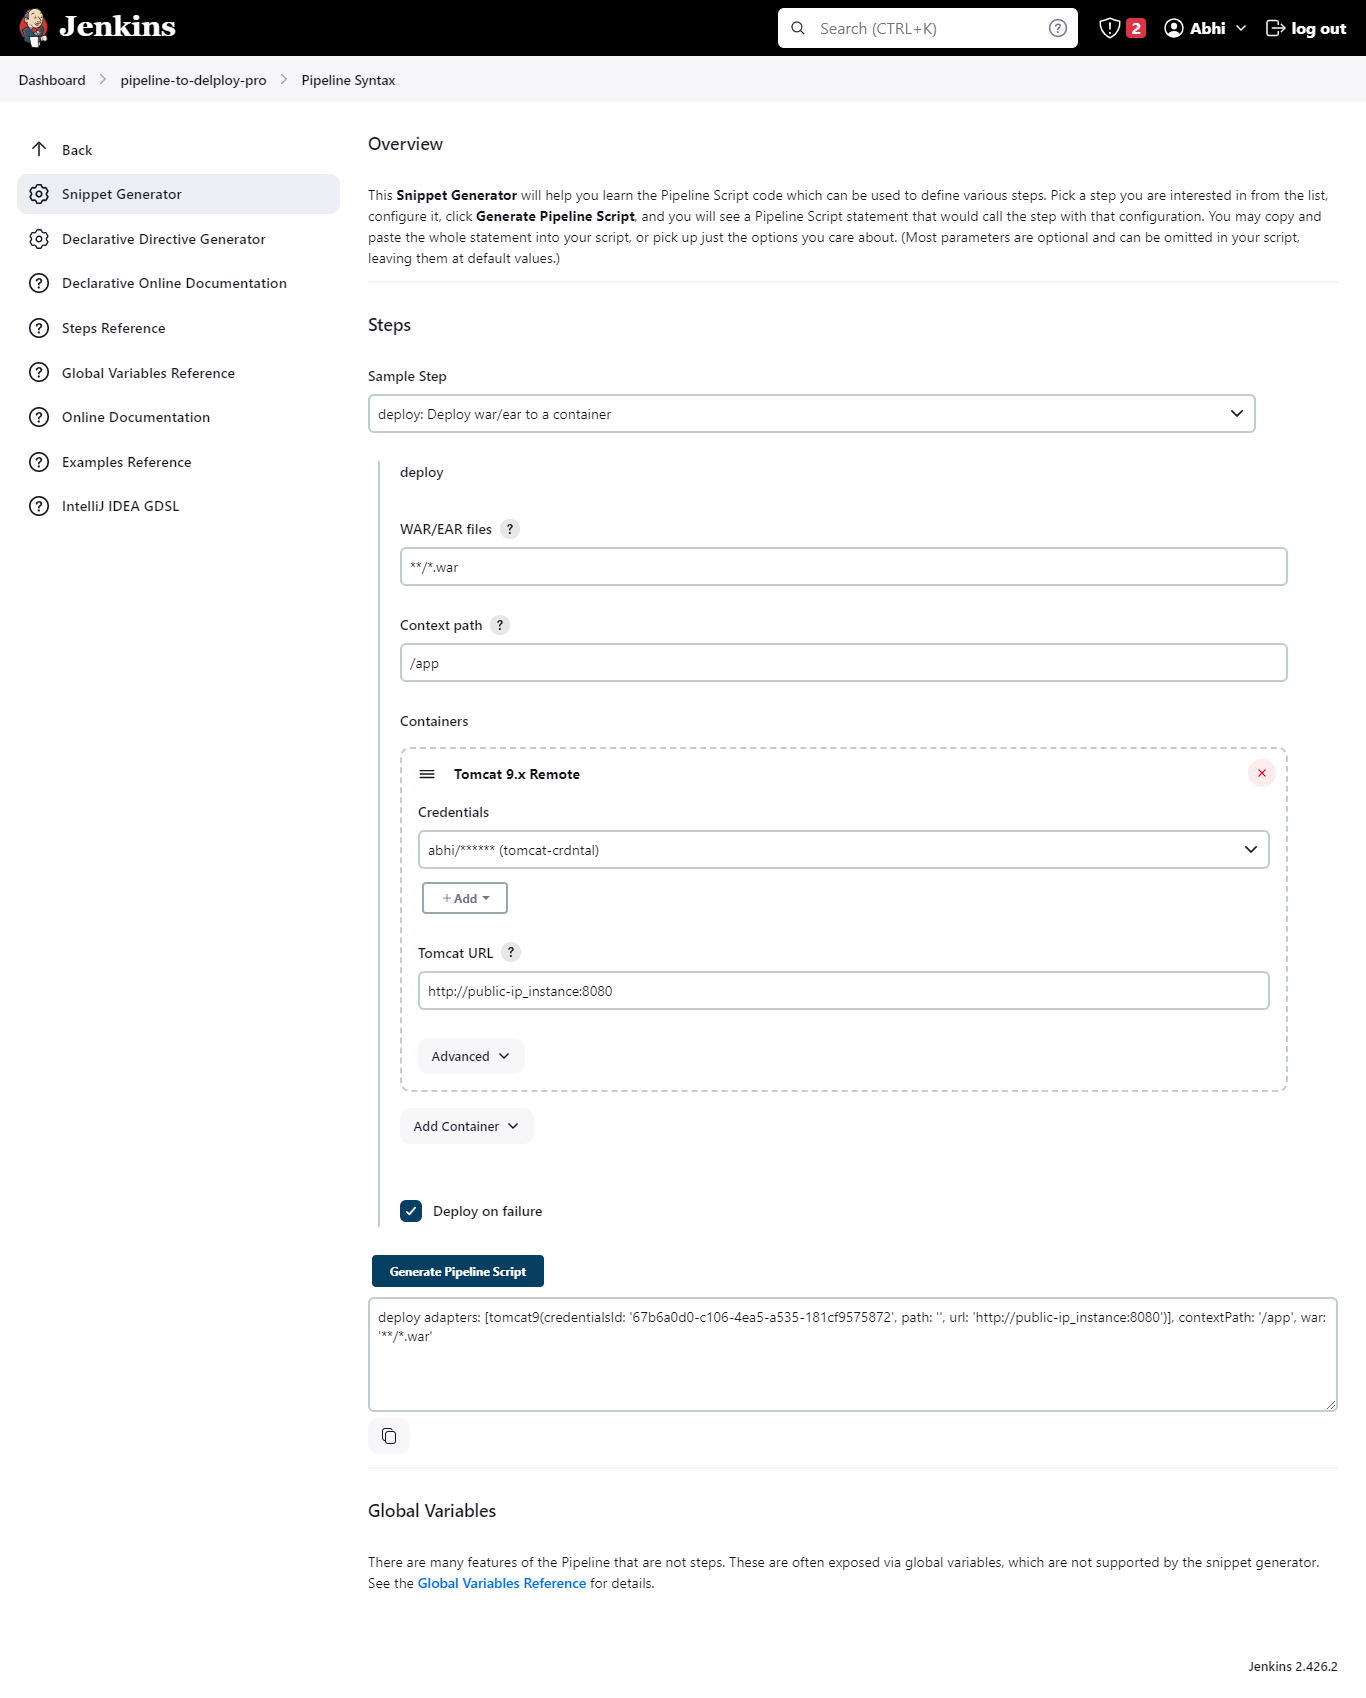 Jenkins
Search (CTRL+K)
2
Abhi
log out
Dashboard
pipeline-to-delploy-pro
Pipeline Syntax
Back
Snippet Generator
Declarative Directive Generator
Declarative Online Documentation
Steps Reference
Global Variables Reference
Online Documentation
Examples Reference
IntelliJ IDEA GDSL
Overview
This Snippet Generator will help you learn the Pipeline Script code which can be used to define various steps. Pick a step you are interested in from the list,
configure it, click Generate Pipeline Script, and you will see a Pipeline Script statement that would call the step with that configuration. You may copy and
paste the whole statement into your script, or pick up just the options you care about. (Most parameters are optional and can be omitted in your script,
leaving them at default values.)
Steps
Sample Step
deploy: Deploy war/ear to a container
deploy
WAR/EAR files ?
**/*.war
Context path ?
/app
Containers
Tomcat 9.x Remote
Credentials
abhi/****** (tomcat-crdntal)
+ Add
Tomcat URL ?
http://public-ip_instance:8080
Advanced
Add Container
Deploy on failure
Generate Pipeline Script
deploy adapters: [tomcat9(credentialsId: '67b6a0d0-c106-4ea5-a535-181cf9575872', path: '', url: 'http://public-ip_instance:8080')], contextPath: '/app', war:
'**/*.war'
Global Variables
There are many features of the Pipeline that are not steps. These are often exposed via global variables, which are not supported by the snippet generator.
See the Global Variables Reference for details.
Jenkins 2.426.2